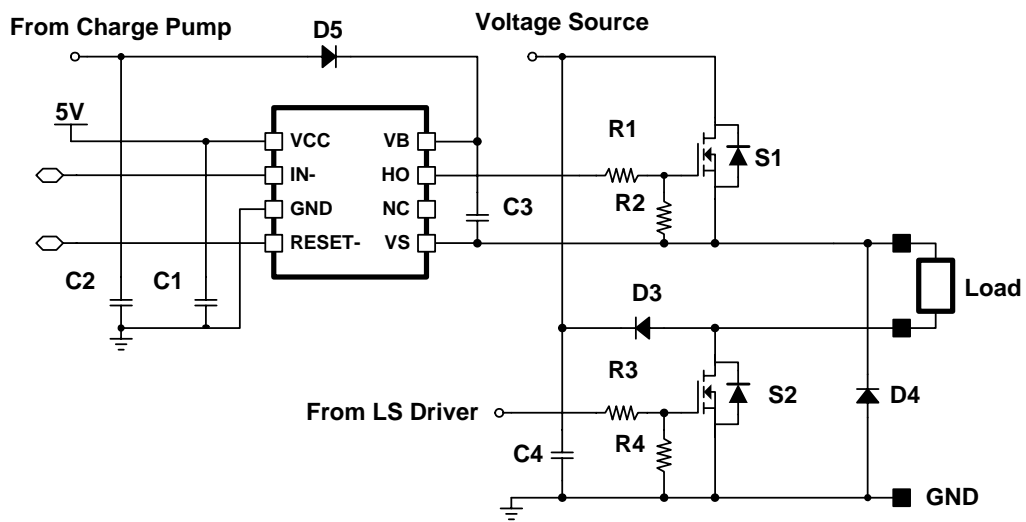 From Charge Pump
D5
Voltage Source
5V
VCC
VB
R1
IN-
HO
S1
GND
NC
R2
C3
RESET-
VS
C2
C1
Load
D3
R3
S2
D4
From LS Driver
C4
R4
GND